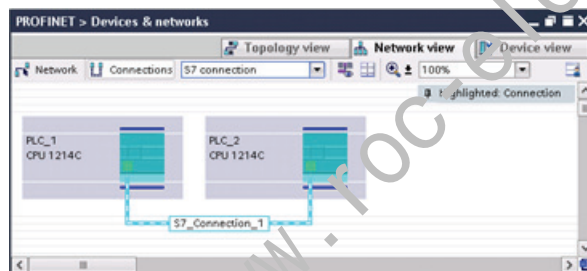 PROFINET > Devices & networks
Topology view Network view Device view
Network Connections S7 connection 100%
Highlighted: Connection
PLC_1 PLC_2
CPU 1214C CPU 1214C
S7_Connection_1